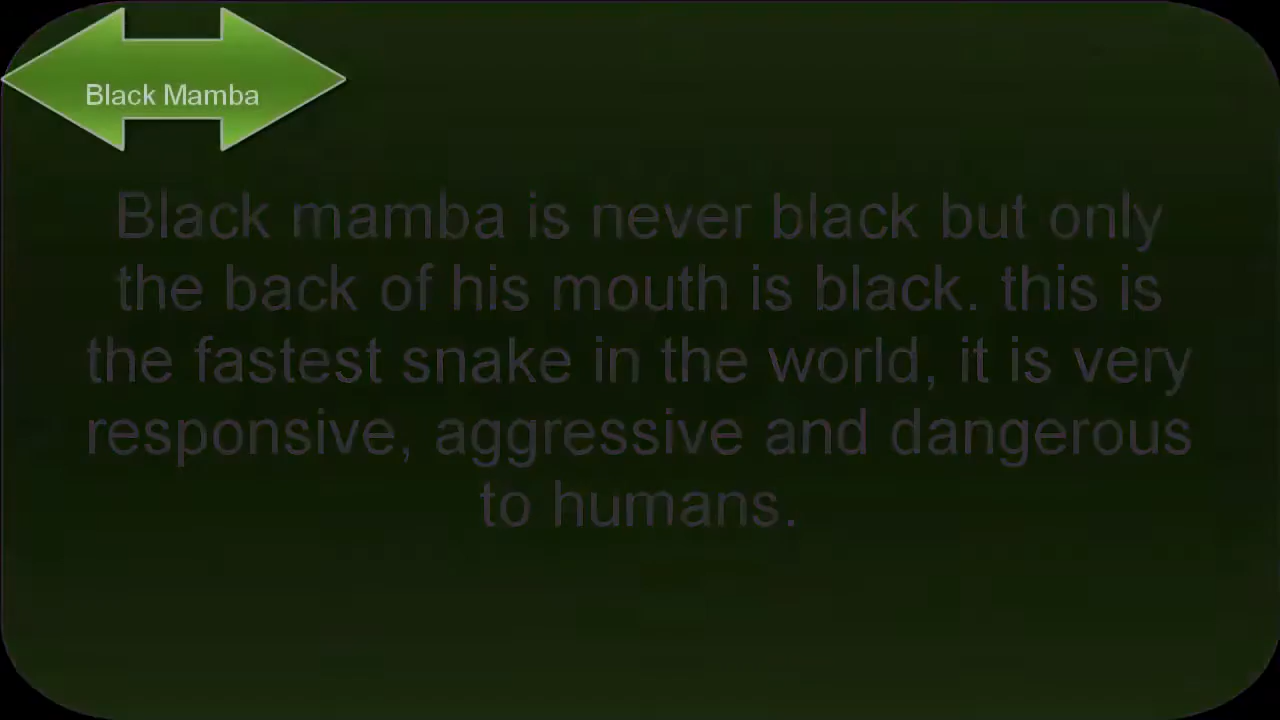 Black Mamba
Black mamba is never black but only
the back of his mouth is black. this is
the fastest snake in the world, it is very
responsive, aggressive and dangerous
to humans.